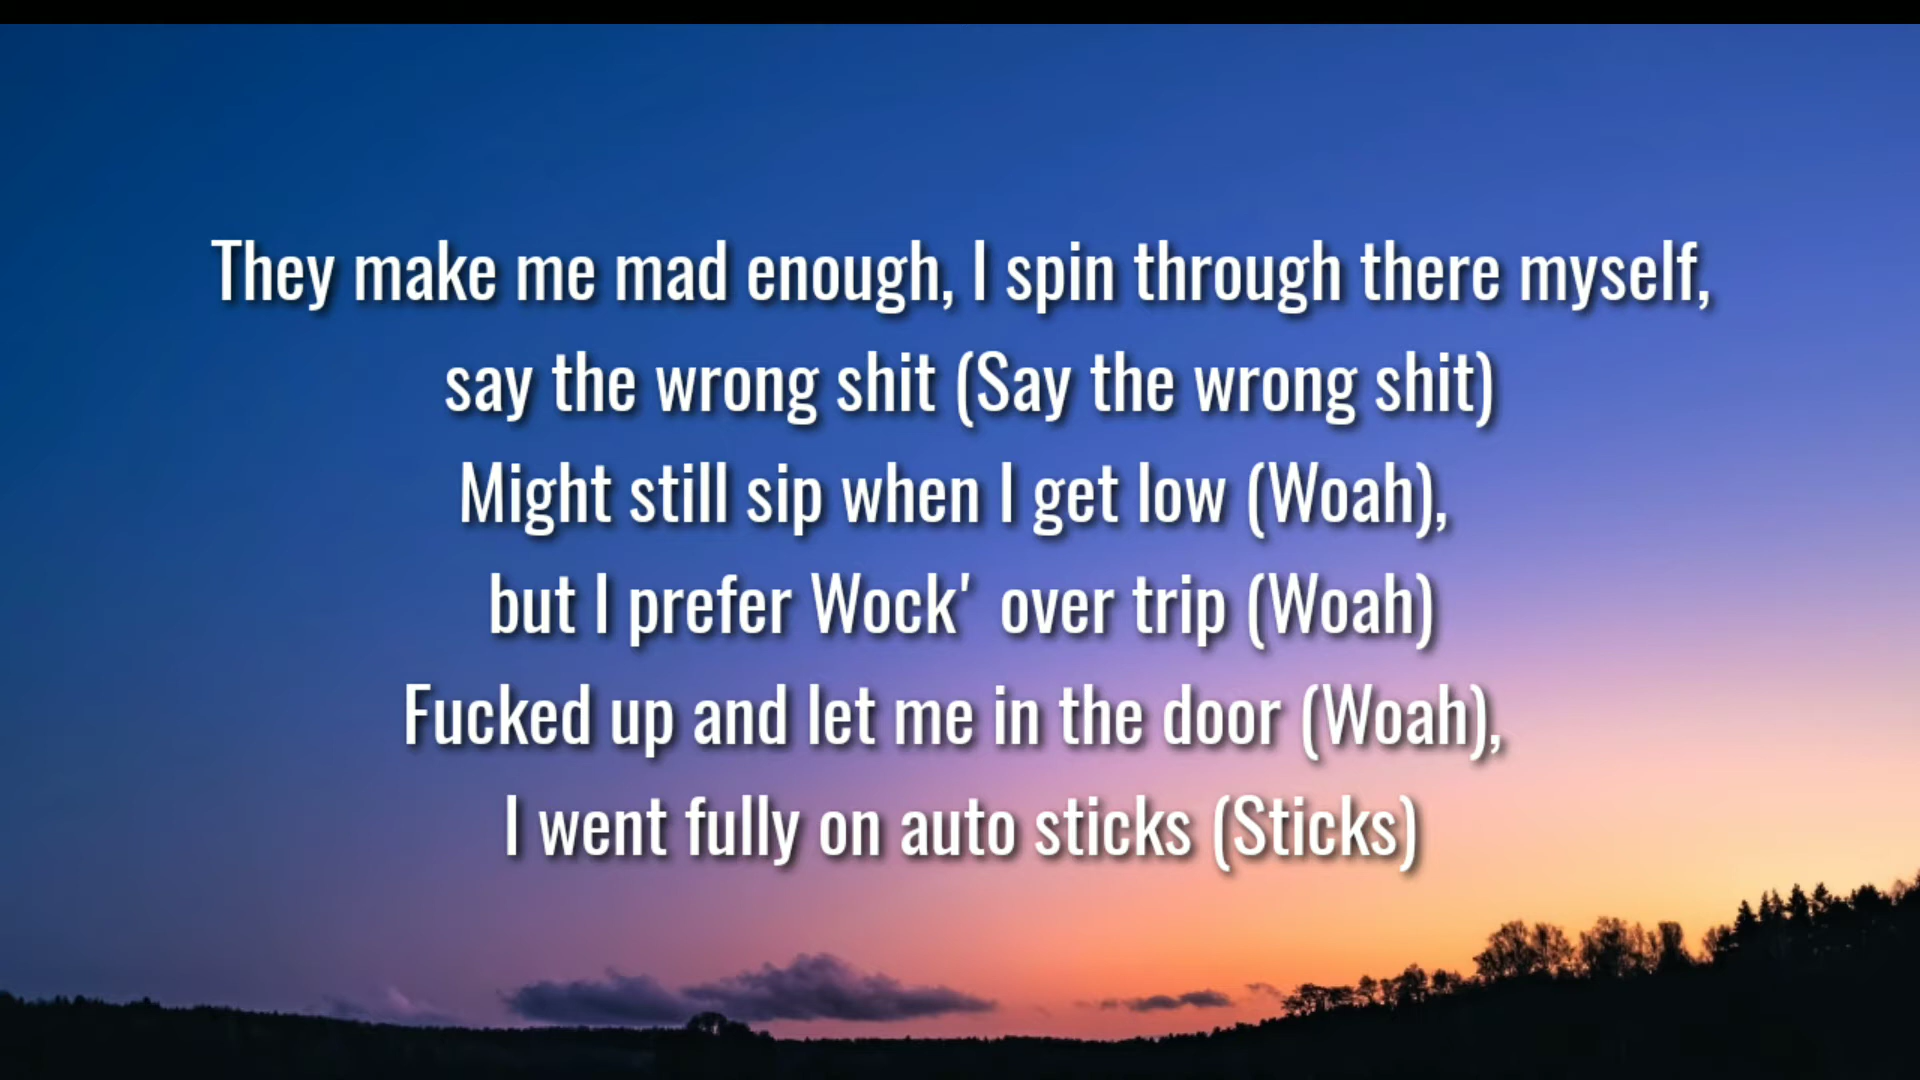 They make me mad enough, I spin through there myself,
say the wrong shit (Say the wrong shit)
Might still sip when I get low (Woah),
but I prefer Wock' over trip (Woah)
Fucked up and let me in the door (Woah),
I went fully on auto sticks (Sticks)